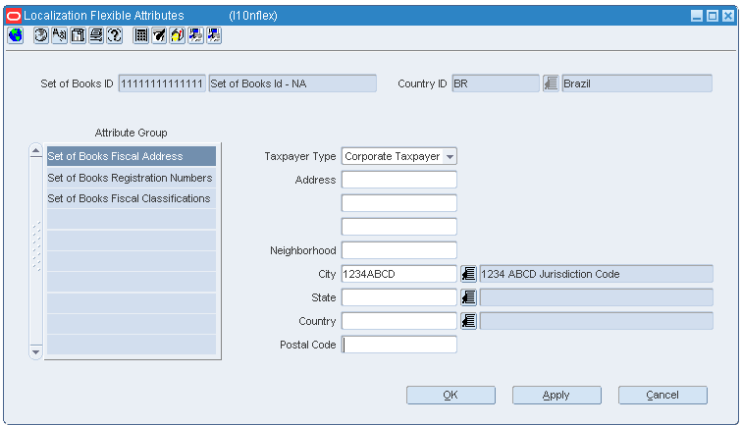 Localization Flexible Attributes (l10nflex)
Set of Books ID 11111111111111 Set of Books Id - NA Country ID BR Brazil
Attribute Group
Set of Books Fiscal Address
Set of Books Registration Numbers
Set of Books Fiscal Classifications
Taxpayer Type Corporate Taxpayer
Address
Neighborhood
City 1234ABCD 1234 ABCD Jurisdiction Code
State
Country
Postal Code
OK Apply Cancel